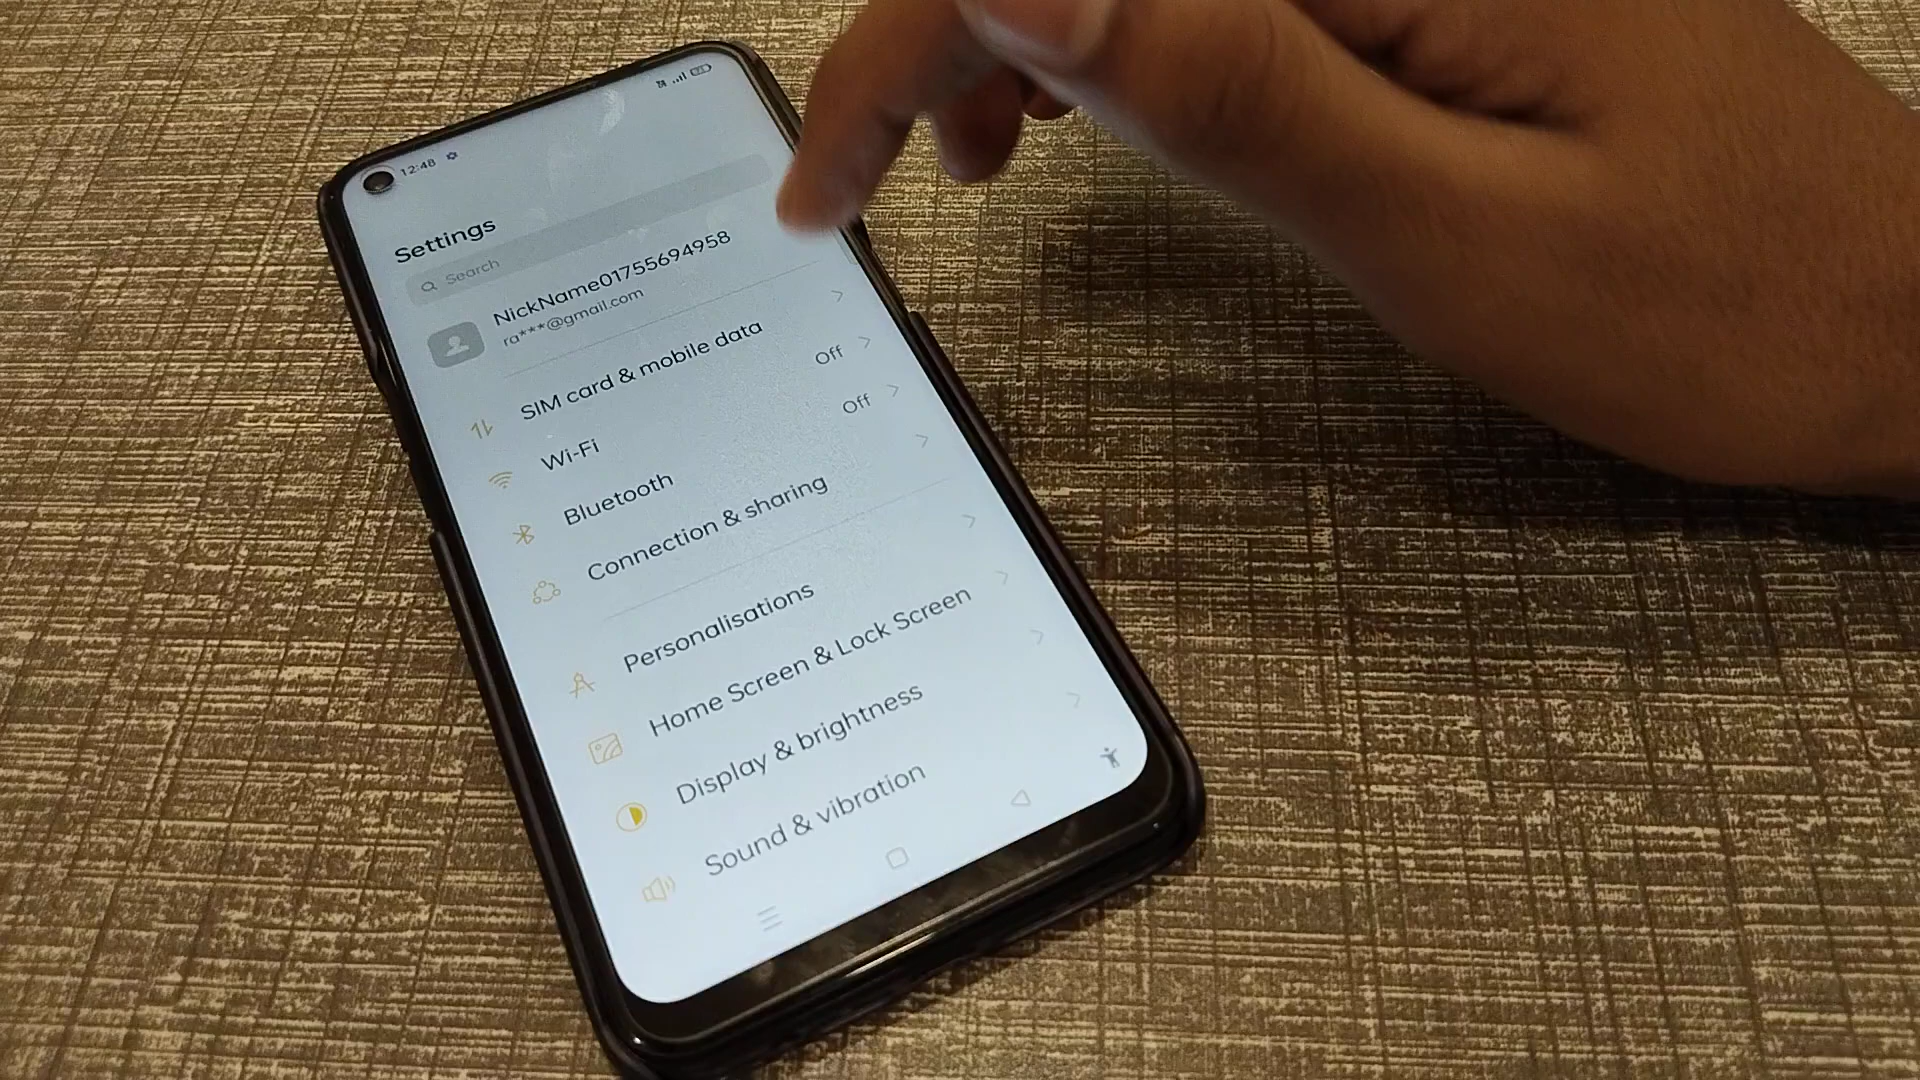 12:48
Settings
Search
NickName01755694958
ra***@gmail.com
SIM card & mobile data
Wi-Fi
Off
Bluetooth
Off
Connection & sharing
Personalisations
Home Screen & Lock Screen
Display & brightness
Sound & vibration